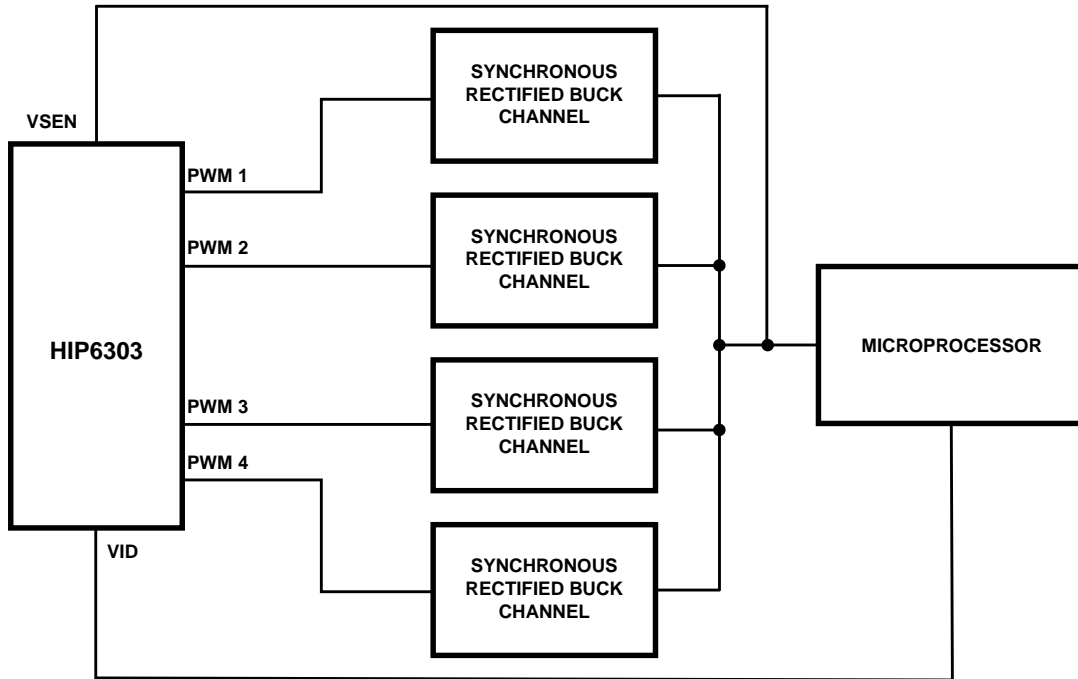 VSEN
HIP6303
PWM 1
PWM 2
PWM 3
PWM 4
VID
SYNCHRONOUS
RECTIFIED BUCK
CHANNEL
SYNCHRONOUS
RECTIFIED BUCK
CHANNEL
SYNCHRONOUS
RECTIFIED BUCK
CHANNEL
SYNCHRONOUS
RECTIFIED BUCK
CHANNEL
MICROPROCESSOR